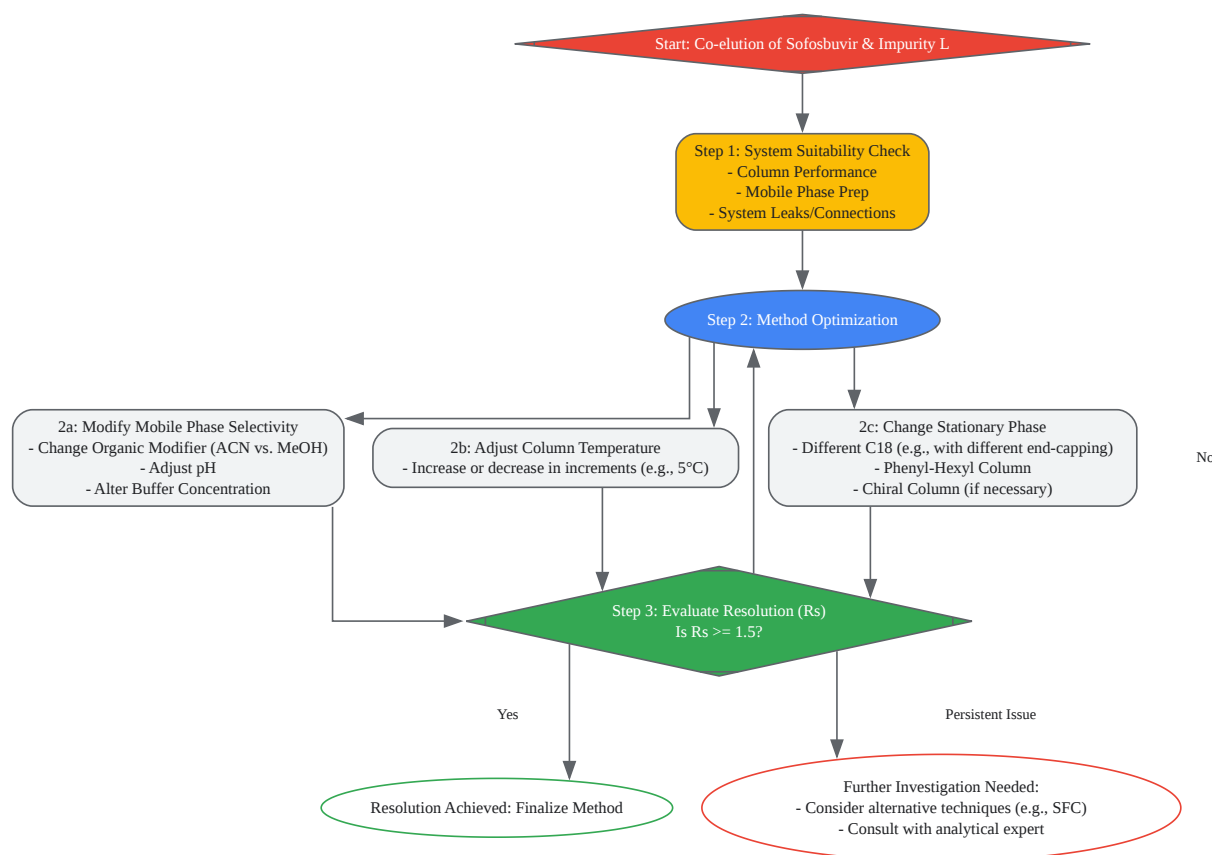 Start: Co-elution of Sofosbuvir & Impurity L
Step 1: System Suitability Check
- Column Performance
- Mobile Phase Prep
- System Leaks/Connections
Step 2: Method Optimization
2a: Modify Mobile Phase Selectivity
- Change Organic Modifier (ACN vs. MeOH)
- Adjust pH
- Alter Buffer Concentration
2b: Adjust Column Temperature
- Increase or decrease in increments (e.g., 5°C)
2c: Change Stationary Phase
- Different C18 (e.g., with different end-capping)
- Phenyl-Hexyl Column
- Chiral Column (if necessary)
No
Step 3: Evaluate Resolution (Rs)
Is Rs >= 1.5?
Yes
Persistent Issue
Resolution Achieved: Finalize Method
Further Investigation Needed:
- Consider alternative techniques (e.g., SFC)
- Consult with analytical expert